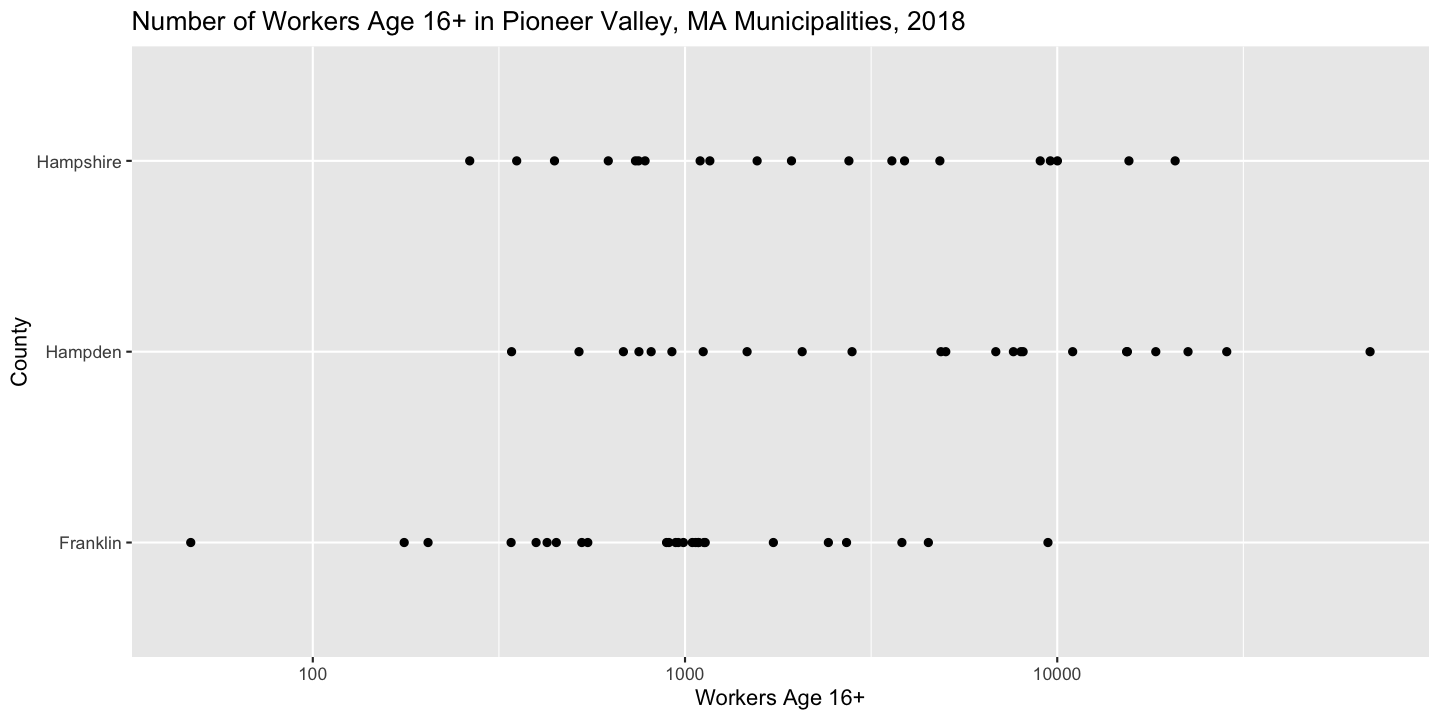 Number of Workers Age 16+ in Pioneer Valley, MA Municipalities, 2018
County
Hampshire
Hampden
Franklin
100 1000 10000
Workers Age 16+